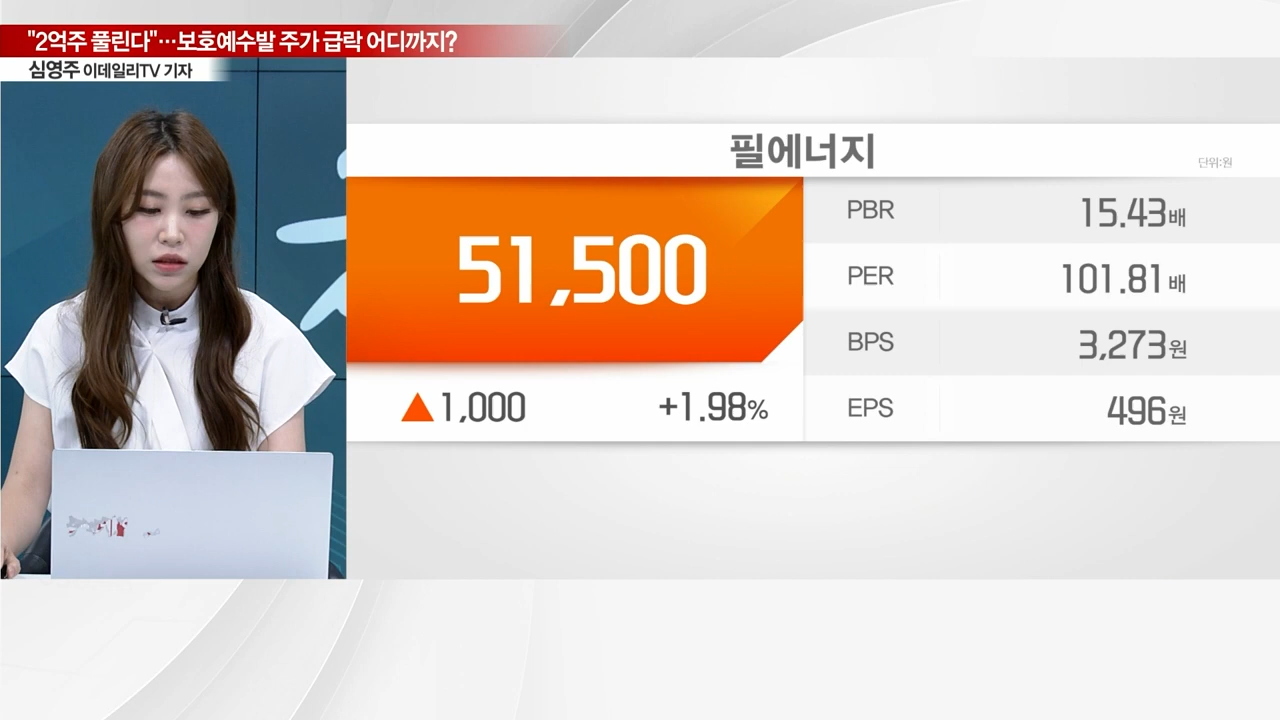 "2억주 풀린다"…보호예수발 주가 급락 어디까지?
심영주 이데일리TV 기자
필에너지
단위:원
51,500
▲1,000 +1.98%
PBR 15.43배
PER 101.81배
BPS 3,273원
EPS 496원